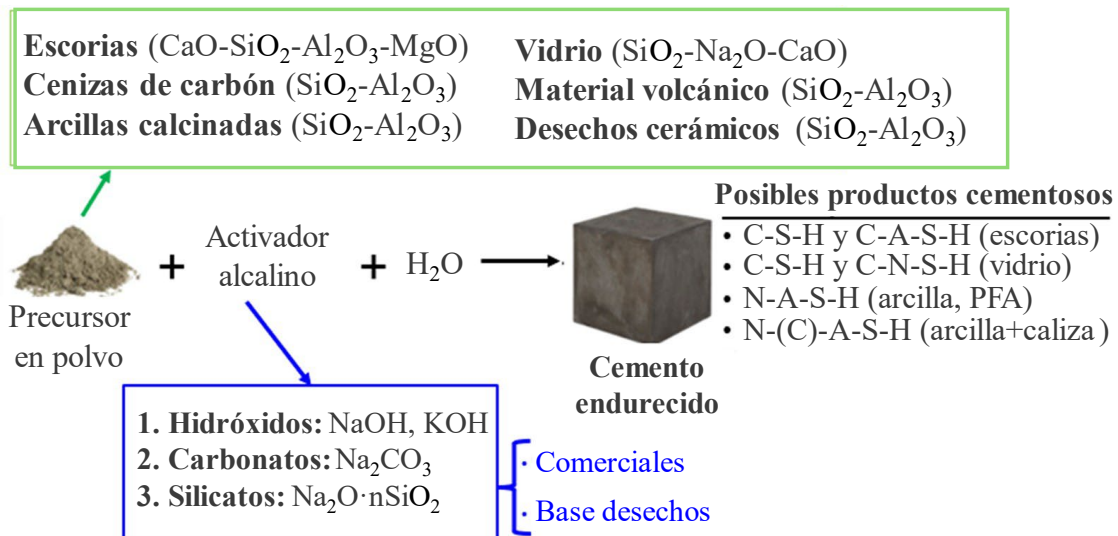 Escorias (CaO-SiO₂-Al₂O₃-MgO)
Cenizas de carbón (SiO₂-Al₂O₃)
Arcillas calcinadas (SiO₂-Al₂O₃)
Vidrio (SiO₂-Na₂O-CaO)
Material volcánico (SiO₂-Al₂O₃)
Desechos cerámicos (SiO₂-Al₂O₃)
Precursor
en polvo
+
Activador
alcalino
+
H₂O
Cemento
endurecido
Posibles productos cementosos
• C-S-H y C-A-S-H (escorias)
• C-S-H y C-N-S-H (vidrio)
• N-A-S-H (arcilla, PFA)
• N-(C)-A-S-H (arcilla+caliza)
1. Hidróxidos: NaOH, KOH
2. Carbonatos: Na₂CO₃
3. Silicatos: Na₂O·nSiO₂
· Comerciales
· Base desechos